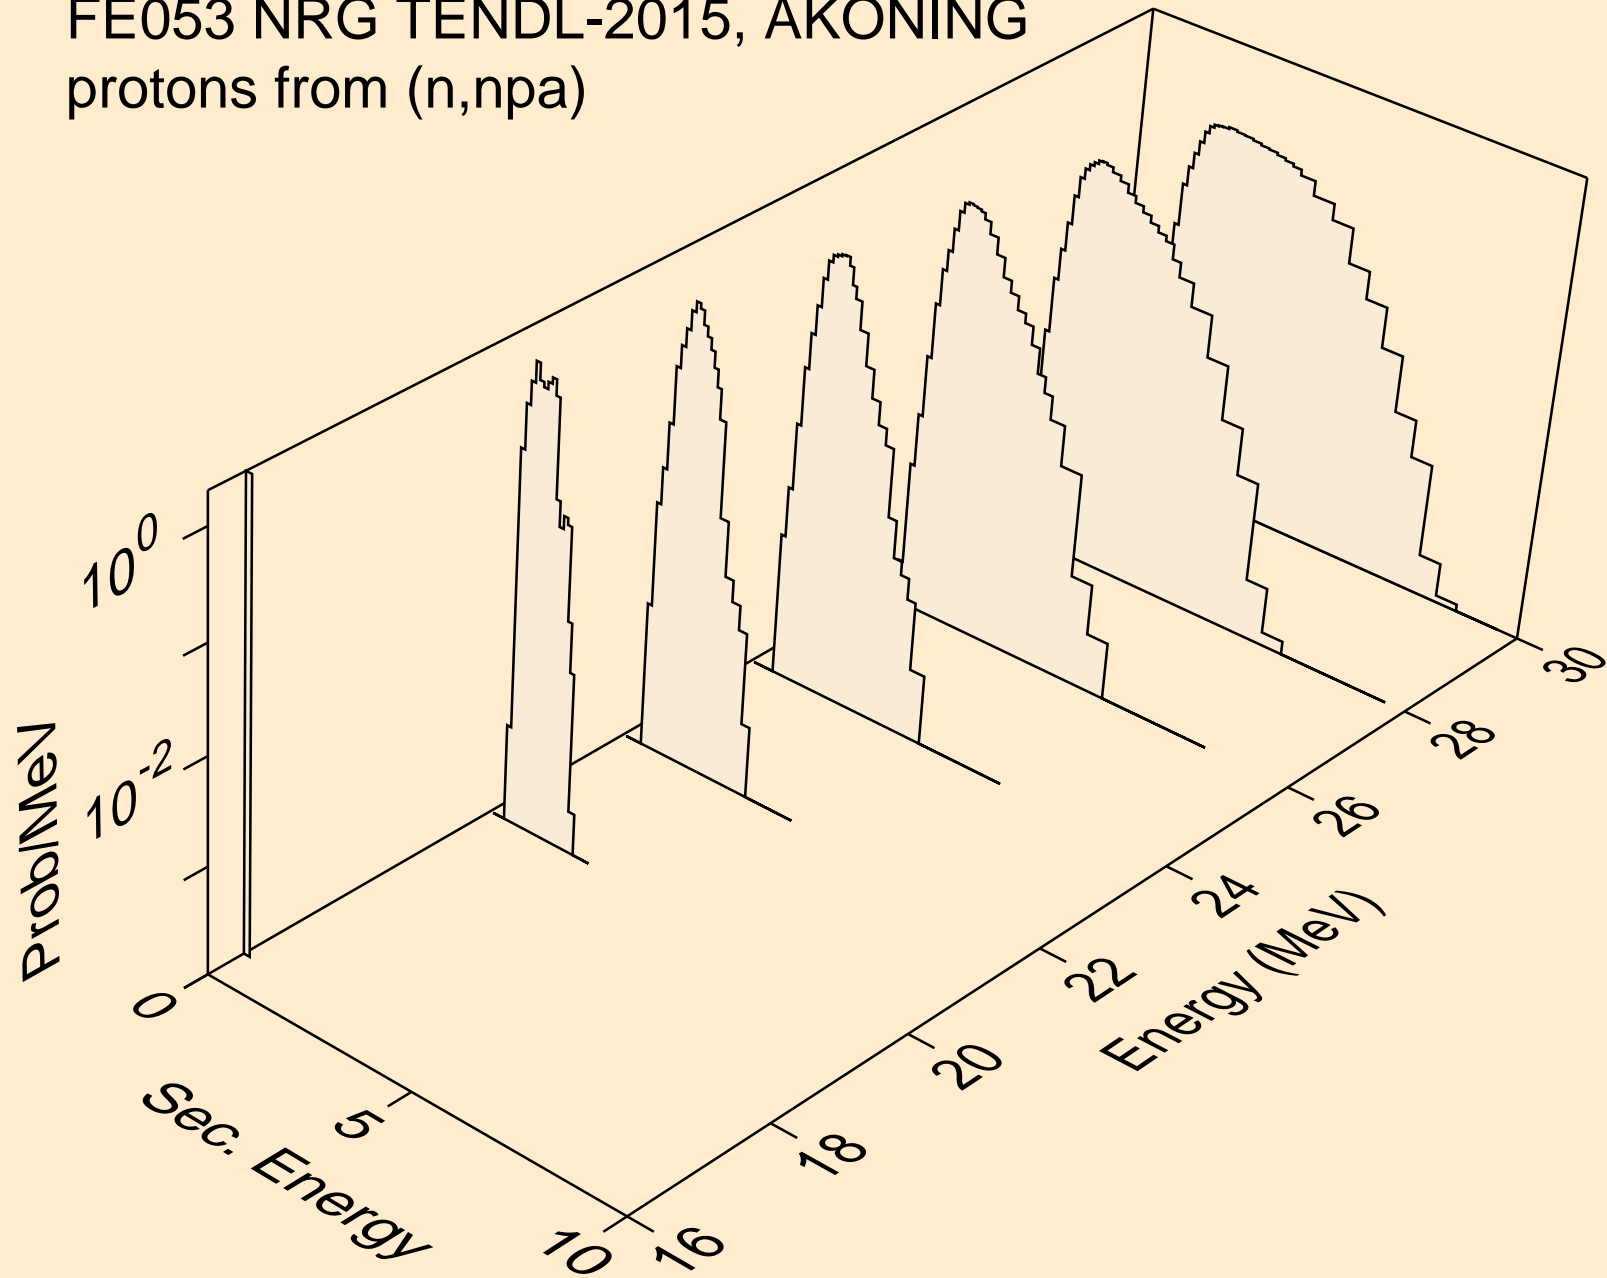 FE053 NRG TENDL-2015, AKONING
protons from (n,npa)
10^0
10^-2
Prob/MeV
0
5
10
Sec. Energy
16
18
20
22
24
26
28
30
Energy (MeV)